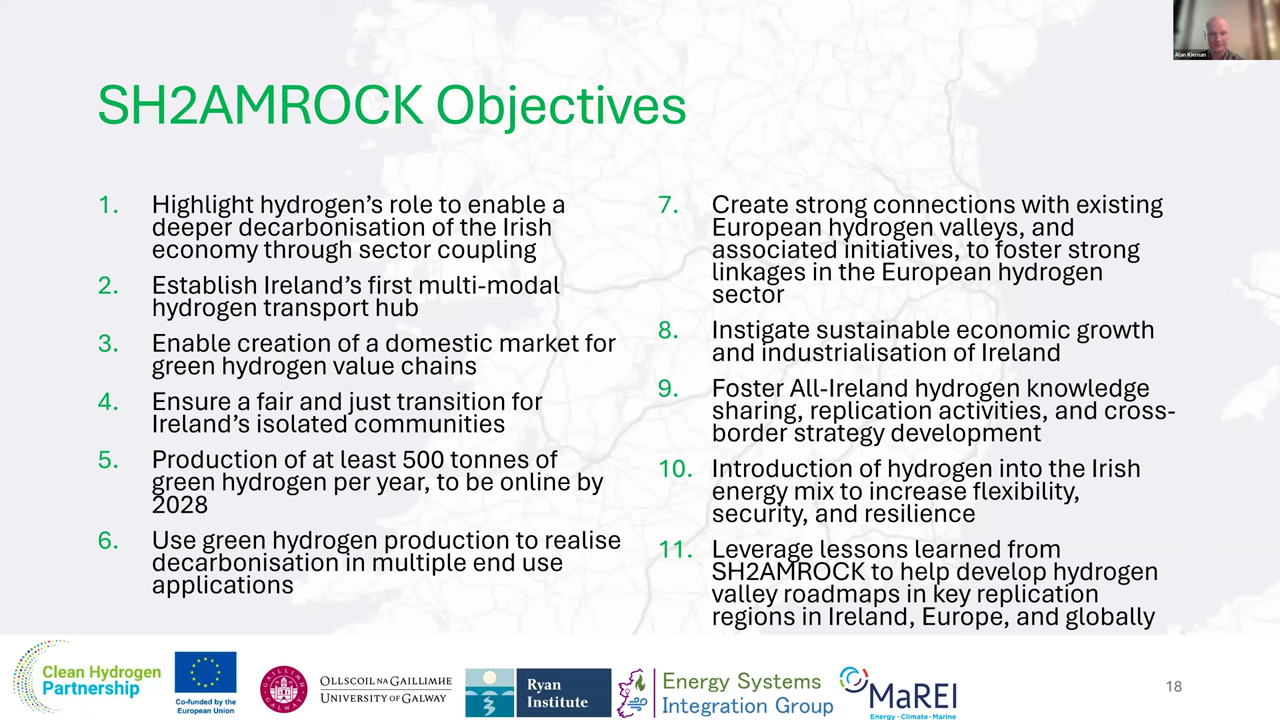 Alan Kiernan
SH2AMROCK Objectives
1. Highlight hydrogen's role to enable a
deeper decarbonisation of the Irish
economy through sector coupling
2. Establish Ireland's first multi-modal
hydrogen transport hub
3. Enable creation of a domestic market for
green hydrogen value chains
4. Ensure a fair and just transition for
Ireland's isolated communities
5. Production of at least 500 tonnes of
green hydrogen per year, to be online by
2028
6. Use green hydrogen production to realise
decarbonisation in multiple end use
applications
7. Create strong connections with existing
European hydrogen valleys, and
associated initiatives, to foster strong
linkages in the European hydrogen
sector
8. Instigate sustainable economic growth
and industrialisation of Ireland
9. Foster All-Ireland hydrogen knowledge
sharing, replication activities, and cross-
border strategy development
10. Introduction of hydrogen into the Irish
energy mix to increase flexibility,
security, and resilience
11. Leverage lessons learned from
SH2AMROCK to help develop hydrogen
valley roadmaps in key replication
regions in Ireland, Europe, and globally
Clean Hydrogen
Partnership
Co-funded by the
European Union
OLLSCOIL NA GAILLIMHE
UNIVERSITY OF GALWAY
Ryan
Institute
Energy Systems
Integration Group
MaREI
Energy · Climate · Marine
18